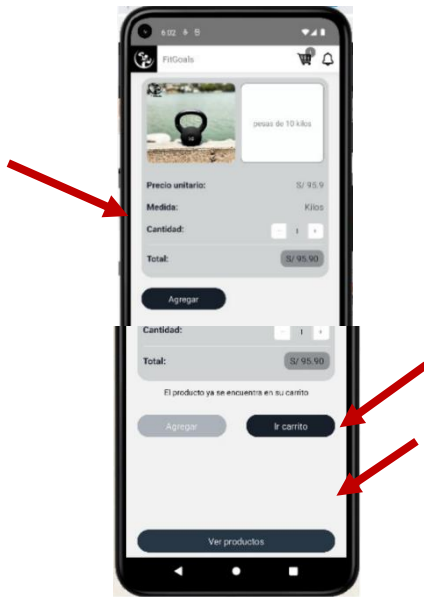 6:02
FitGoals
pesas de 10 kilos
Precio unitario: S/ 95.9
Medida: Kilos
Cantidad: - 1 +
Total: S/ 95.90
Agregar
Cantidad: - 1 +
Total: S/ 95.90
El producto ya se encuentra en su carrito
Agregar Ir carrito
Ver productos